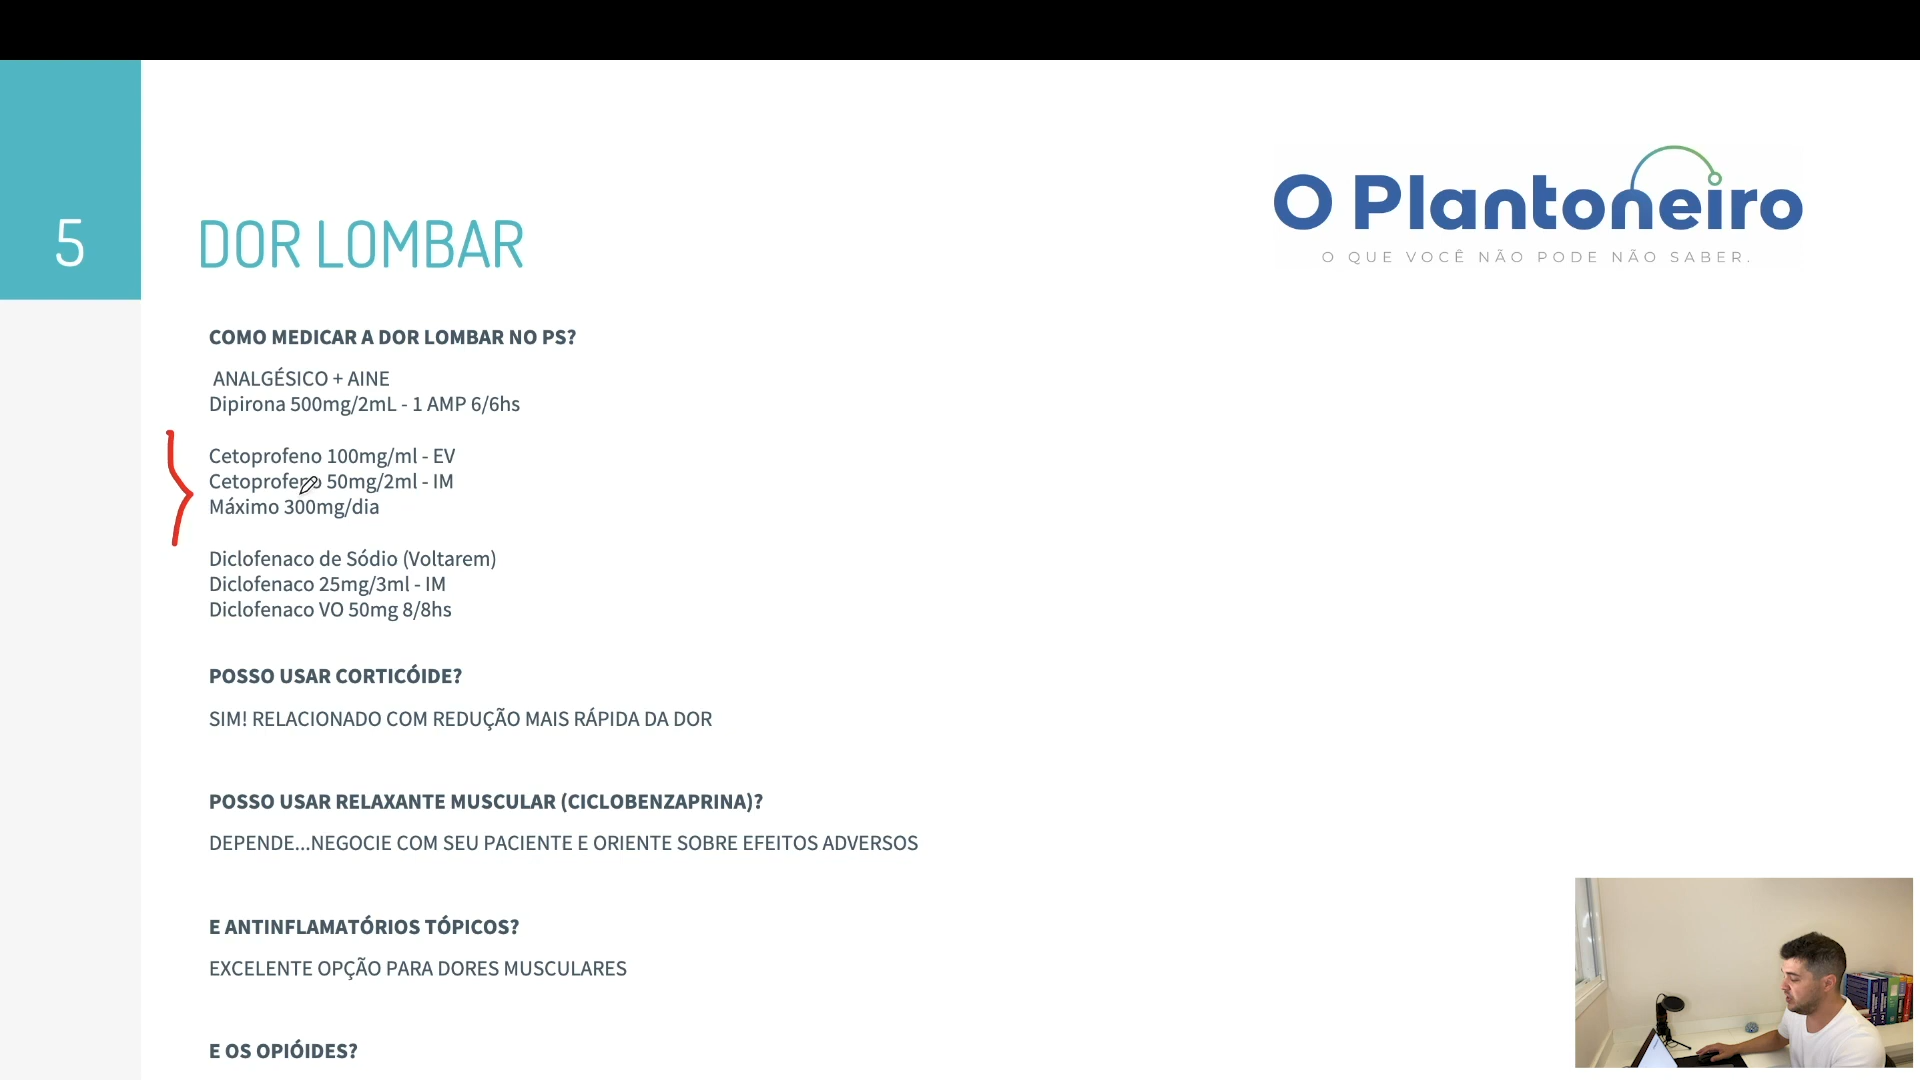 5
DOR LOMBAR
O Plantoneiro
O QUE VOCÊ NÃO PODE NÃO SABER.
COMO MEDICAR A DOR LOMBAR NO PS?
ANALGÉSICO + AINE
Dipirona 500mg/2mL - 1 AMP 6/6hs
Cetoprofeno 100mg/ml - EV
Cetoprofeno 50mg/2ml - IM
Máximo 300mg/dia
Diclofenaco de Sódio (Voltarem)
Diclofenaco 25mg/3ml - IM
Diclofenaco VO 50mg 8/8hs
POSSO USAR CORTICÓIDE?
SIM! RELACIONADO COM REDUÇÃO MAIS RÁPIDA DA DOR
POSSO USAR RELAXANTE MUSCULAR (CICLOBENZAPRINA)?
DEPENDE...NEGOCIE COM SEU PACIENTE E ORIENTE SOBRE EFEITOS ADVERSOS
E ANTINFLAMATÓRIOS TÓPICOS?
EXCELENTE OPÇÃO PARA DORES MUSCULARES
E OS OPIÓIDES?